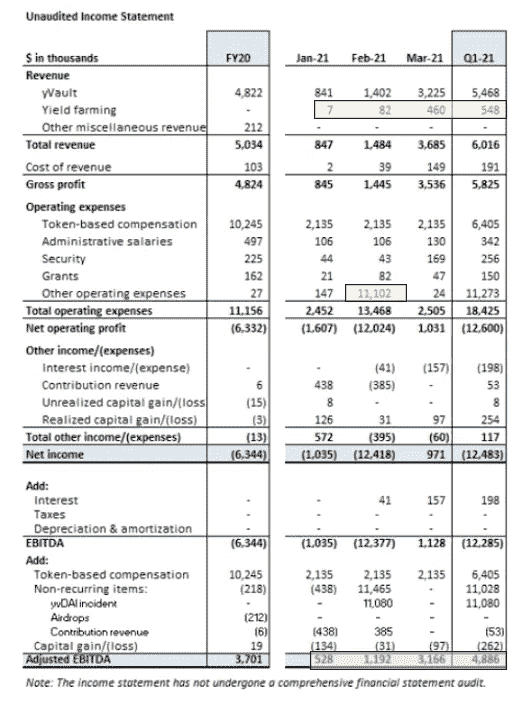 Unaudited Income Statement
$ in thousands FY20 Jan-21 Feb-21 Mar-21 Q1-21
Revenue
yVault 4,822 841 1,402 3,225 5,468
Yield farming - 7 82 460 548
Other miscellaneous revenue 212 - - - -
Total revenue 5,034 847 1,484 3,685 6,016
Cost of revenue 103 2 39 149 191
Gross profit 4,824 845 1,445 3,536 5,825
Operating expenses
Token-based compensation 10,245 2,135 2,135 2,135 6,405
Administrative salaries 497 106 106 130 342
Security 225 44 43 169 256
Grants 162 21 82 47 150
Other operating expenses 27 147 11,102 24 11,273
Total operating expenses 11,156 2,452 13,468 2,505 18,425
Net operating profit (6,332) (1,607) (12,024) 1,031 (12,600)
Other income/(expenses)
Interest income/(expense) - - (41) (157) (198)
Contribution revenue 6 438 (385) - 53
Unrealized capital gain/(loss) (15) 8 - - 8
Realized capital gain/(loss) (3) 126 31 97 254
Total other income/(expenses) (13) 572 (395) (60) 117
Net income (6,344) (1,035) (12,418) 971 (12,483)
Add:
Interest - - 41 157 198
Taxes - - - - -
Depreciation & amortization - - - - -
EBITDA (6,344) (1,035) (12,377) 1,128 (12,285)
Add:
Token-based compensation 10,245 2,135 2,135 2,135 6,405
Non-recurring items: (218) (438) 11,465 - 11,028
yvDAI incident - - 11,080 - 11,080
Airdrops (212) - - - -
Contribution revenue (6) (438) 385 - (53)
Capital gain/(loss) 19 (134) (31) (97) (262)
Adjusted EBITDA 3,701 528 1,192 3,166 4,886
Note: The income statement has not undergone a comprehensive financial statement audit.